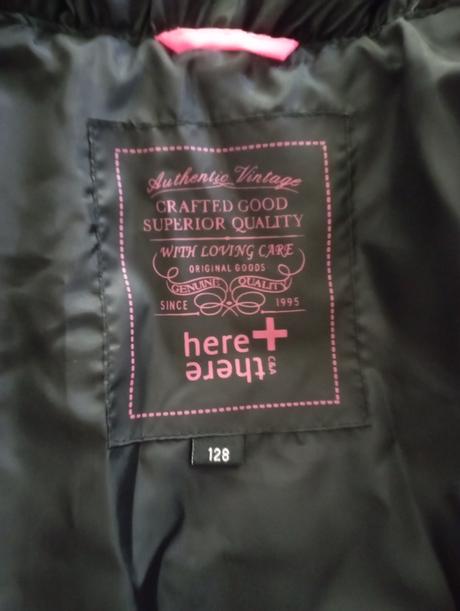 Authentic Vintage
CRAFTED GOOD
SUPERIOR QUALITY
WITH LOVING CARE
ORIGINAL GOODS
GENUINE QUALITY
SINCE 1995
here+
there
C&A
128